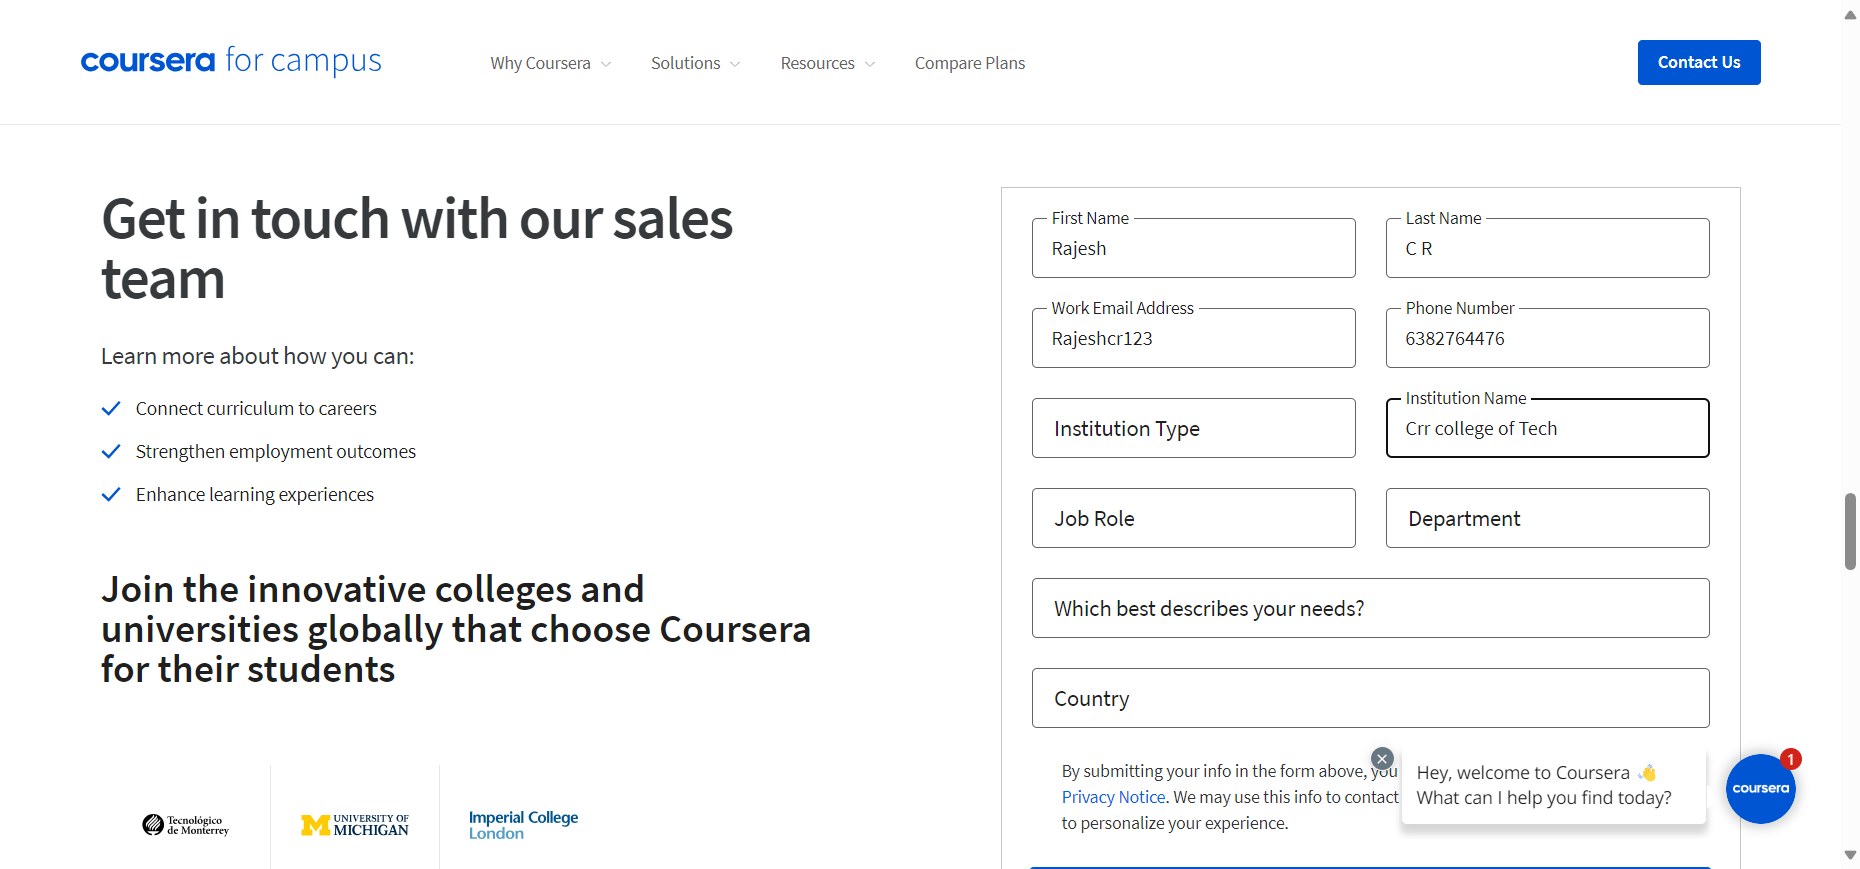 coursera for campus
Why Coursera
Solutions
Resources
Compare Plans
Contact Us
Get in touch with our sales
team
Learn more about how you can:
Connect curriculum to careers
Strengthen employment outcomes
Enhance learning experiences
Join the innovative colleges and
universities globally that choose Coursera
for their students
Tecnológico
de Monterrey
M UNIVERSITY OF
MICHIGAN
Imperial College
London
First Name
Rajesh
Last Name
C R
Work Email Address
Rajeshcr123
Phone Number
6382764476
Institution Type
Institution Name
Crr college of Tech
Job Role
Department
Which best describes your needs?
Country
By submitting your info in the form above, you
Privacy Notice. We may use this info to contact
to personalize your experience.
Hey, welcome to Coursera 👋
What can I help you find today?
coursera
1